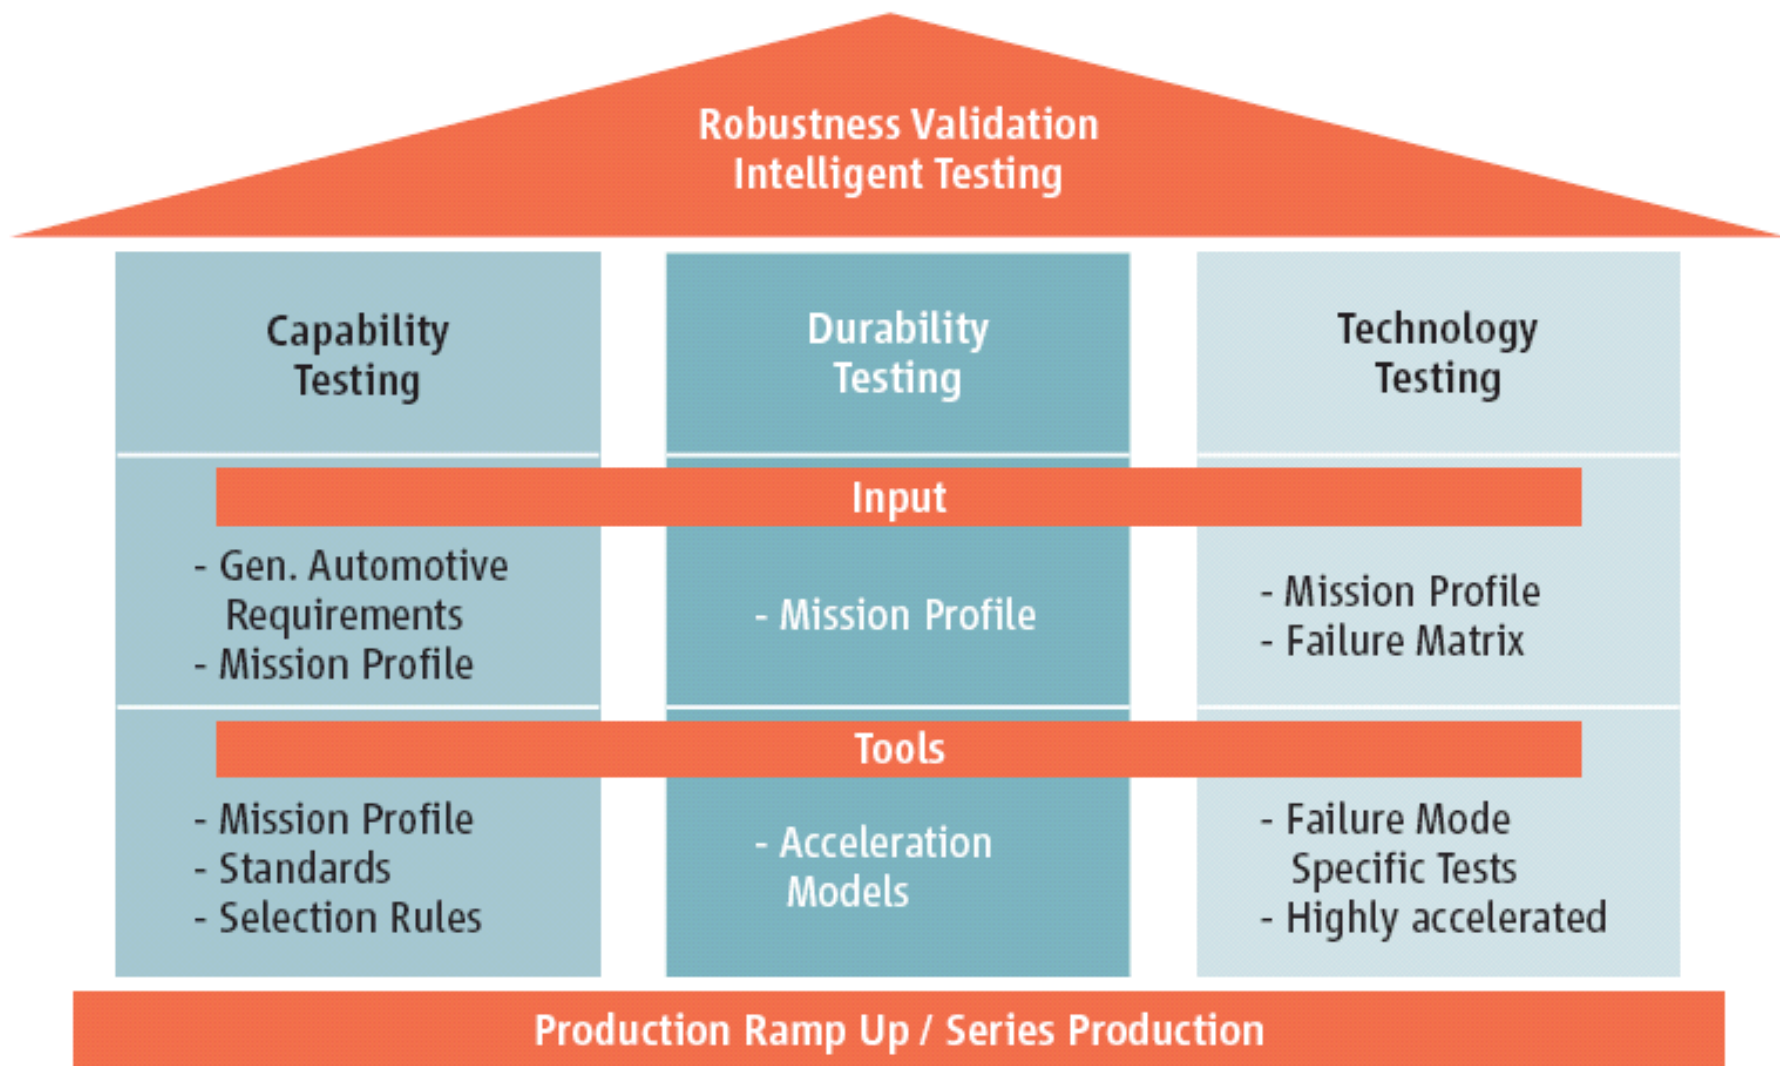 Robustness Validation
Intelligent Testing
Capability
Testing
Durability
Testing
Technology
Testing
Input
- Gen. Automotive
Requirements
- Mission Profile
- Mission Profile
- Mission Profile
- Failure Matrix
Tools
- Mission Profile
- Standards
- Selection Rules
- Acceleration
Models
- Failure Mode
Specific Tests
- Highly accelerated
Production Ramp Up / Series Production